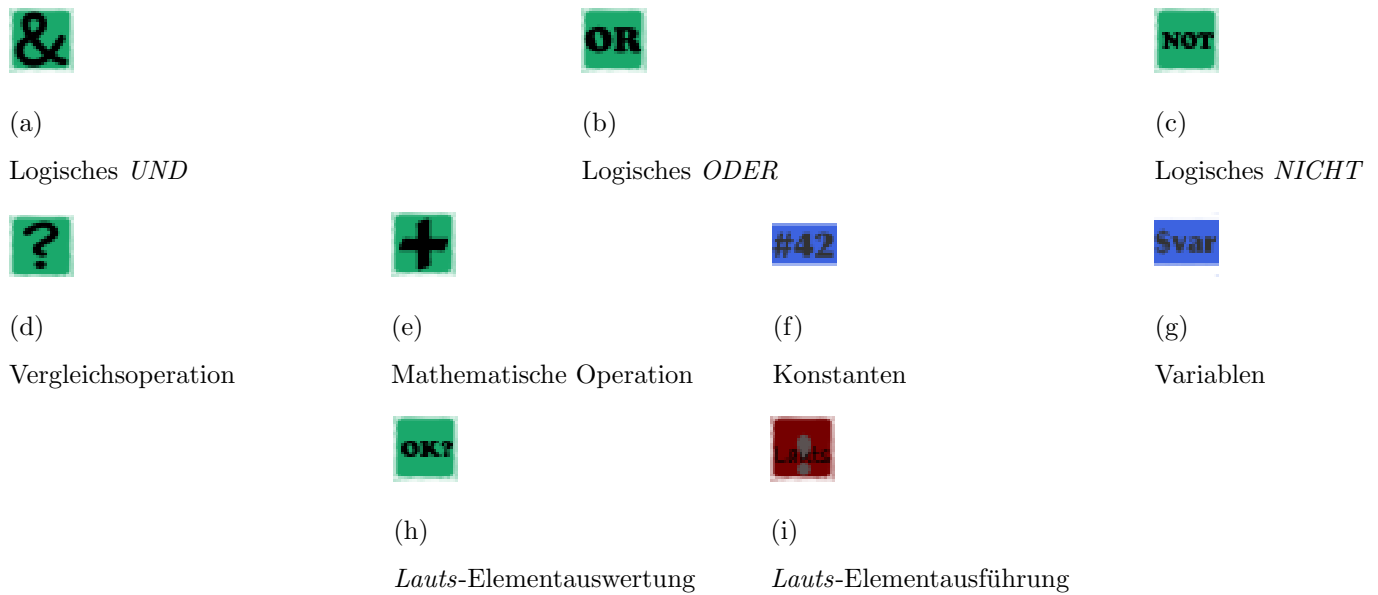 & OR NOT
(a) (b) (c)
Logisches UND Logisches ODER Logisches NICHT
? + #42 $var
(d) (e) (f) (g)
Vergleichsoperation Mathematische Operation Konstanten Variablen
OK? Lauts !
(h) (i)
Lauts-Elementauswertung Lauts-Elementausführung